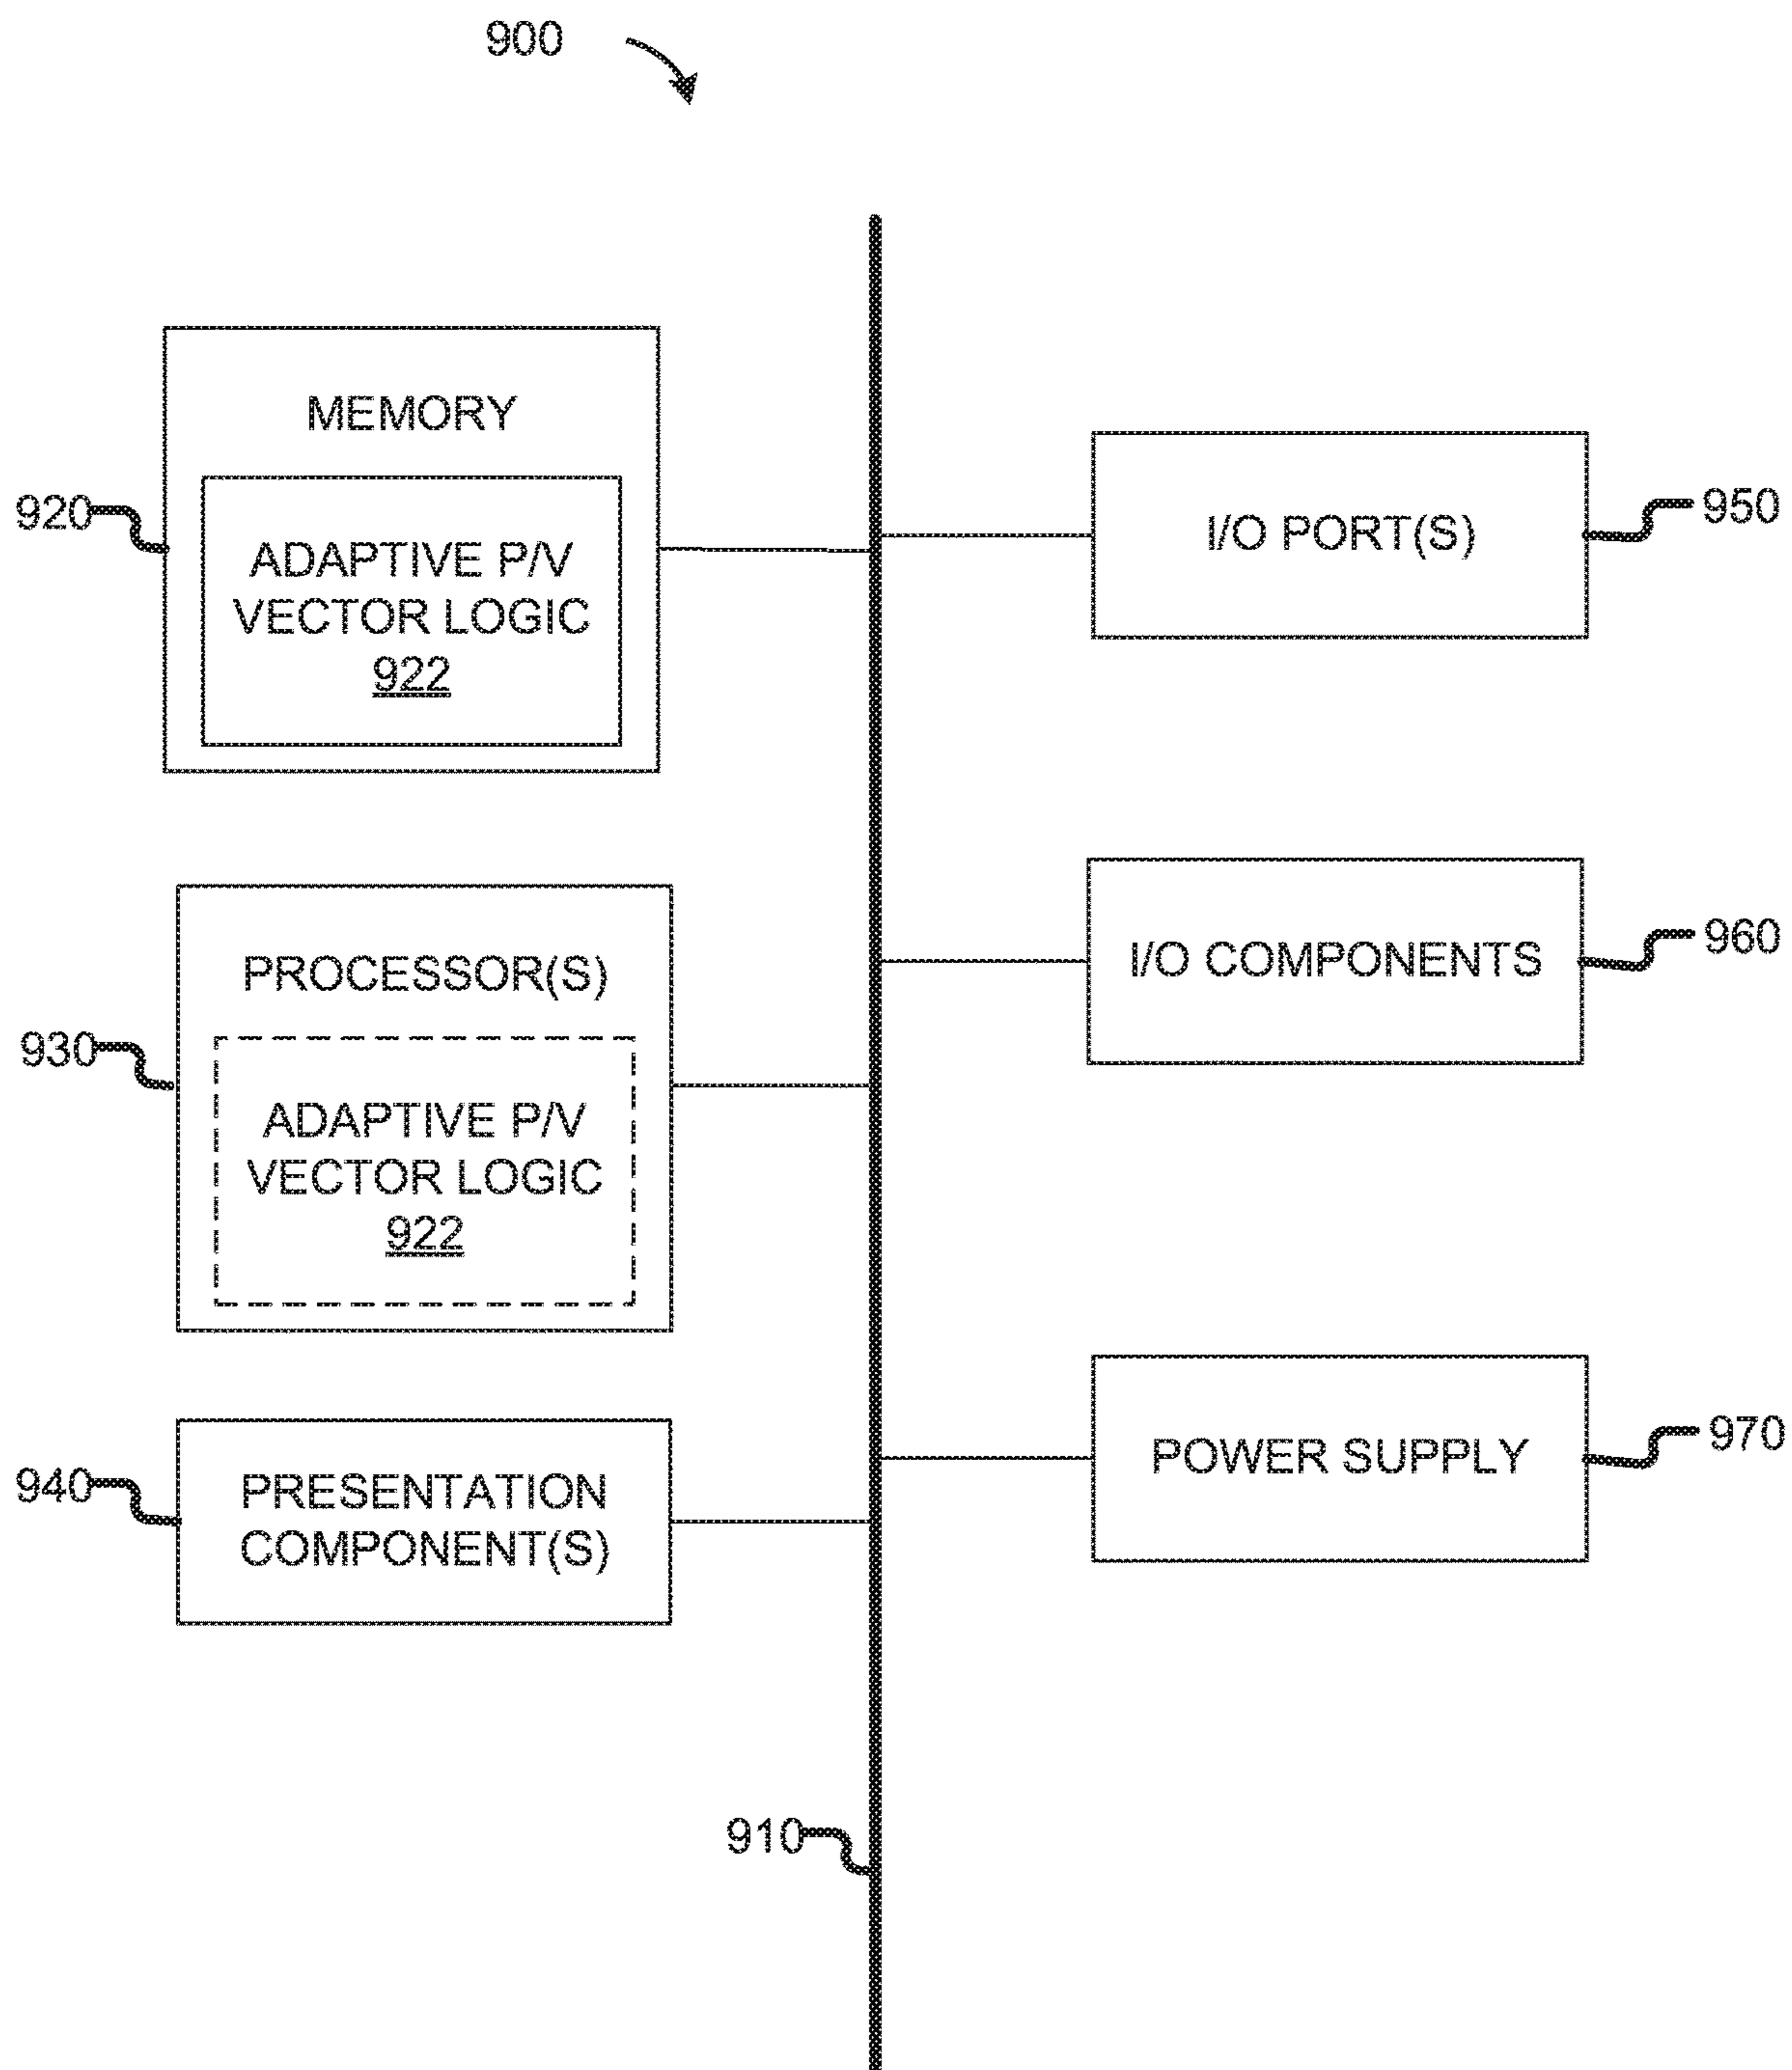 900
MEMORY
920
ADAPTIVE P/V
VECTOR LOGIC
922
PROCESSOR(S)
930
ADAPTIVE P/V
VECTOR LOGIC
922
940
PRESENTATION
COMPONENT(S)
I/O PORT(S)
950
I/O COMPONENTS
960
POWER SUPPLY
970
910